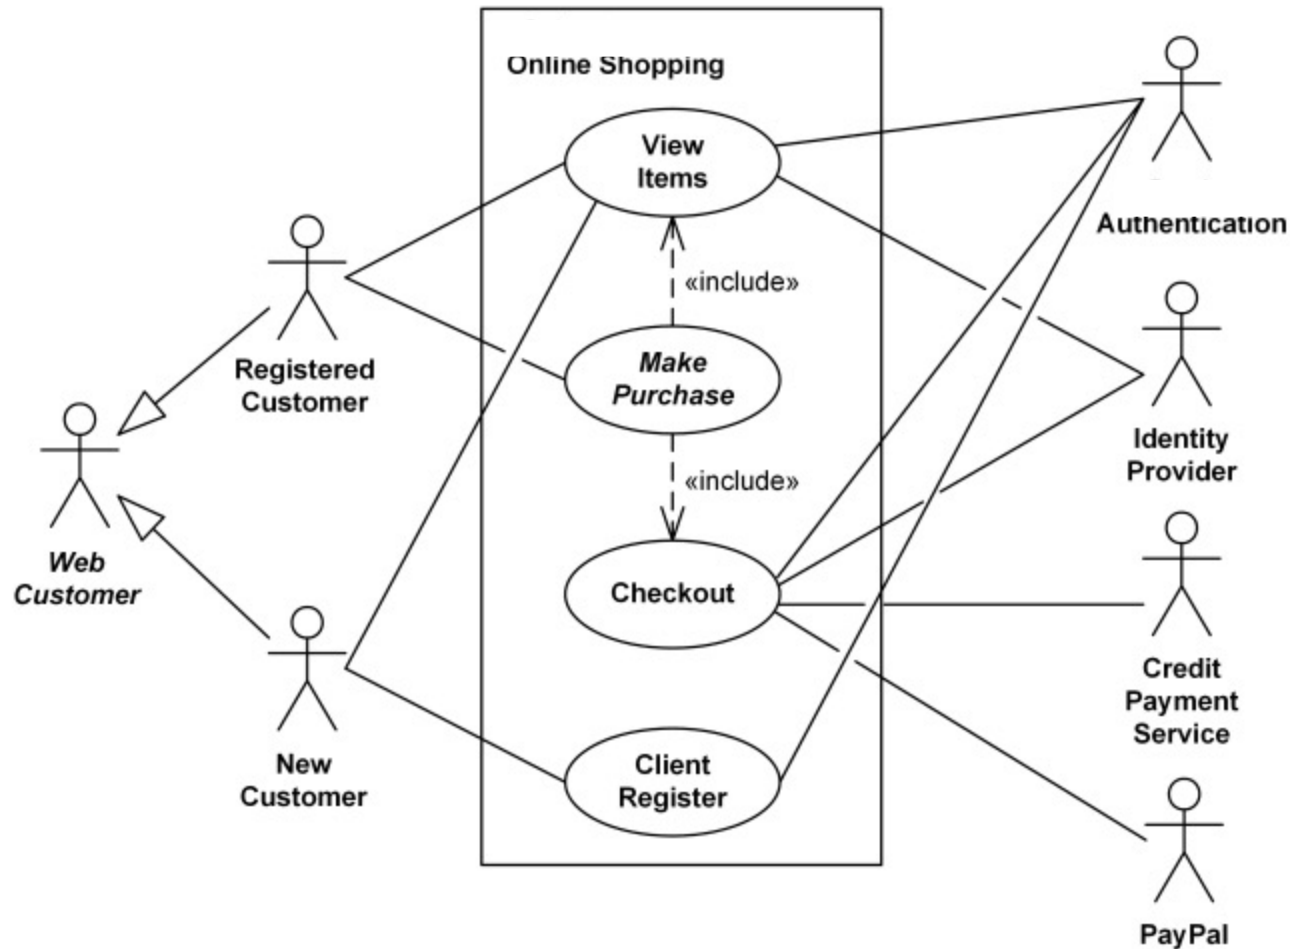 Online Shopping
View
Items
«include»
Make
Purchase
«include»
Checkout
Client
Register
Registered
Customer
Web
Customer
New
Customer
Authentication
Identity
Provider
Credit
Payment
Service
PayPal